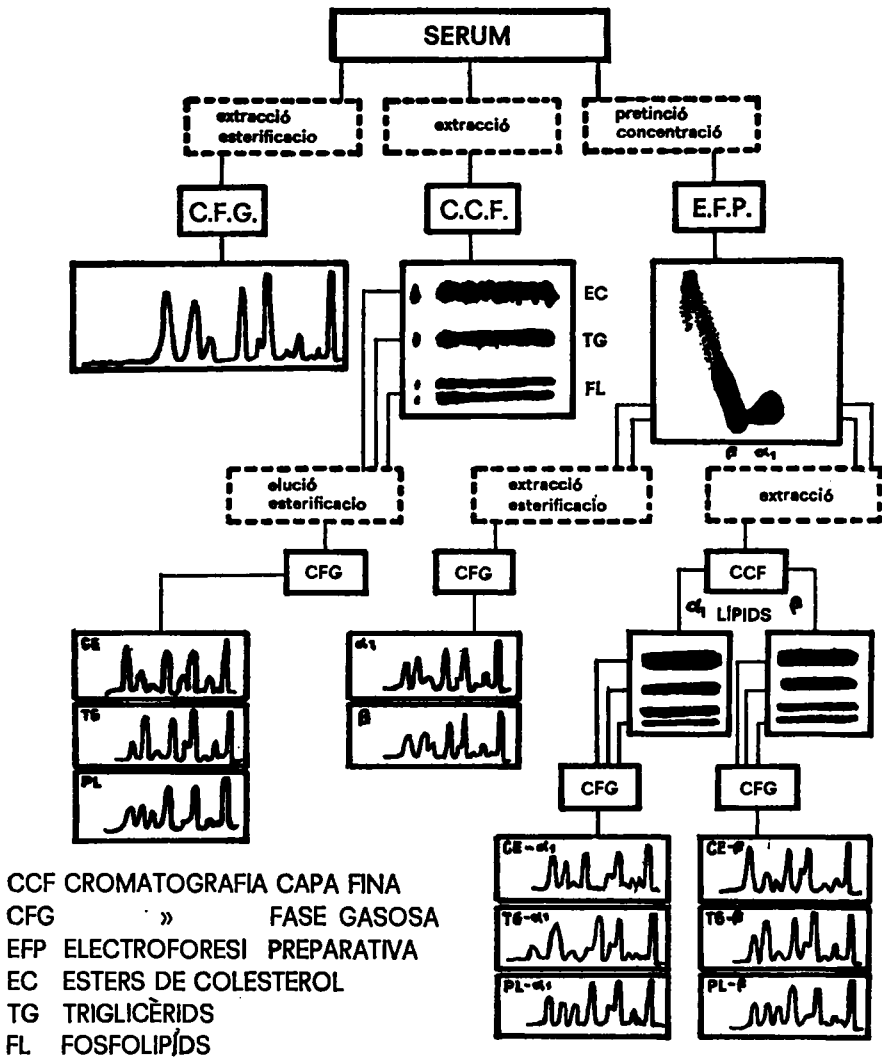 SERUM
extracció
esterificacio
extracció
pretinció
concentració
C.F.G.
C.C.F.
E.F.P.
EC
TG
FL
β α1
elució
esterificacio
extracció
esterificacío
extracció
CFG
CFG
CCF
α1 LÍPIDS β
CE
TG
PL
α1
β
CFG
CFG
CE-α1
TG-α1
PL-α1
CE-β
TG-β
PL-β
CCF CROMATOGRAFIA CAPA FINA
CFG » FASE GASOSA
EFP ELECTROFORESI PREPARATIVA
EC ESTERS DE COLESTEROL
TG TRIGLICÈRIDS
FL FOSFOLIPÍDS